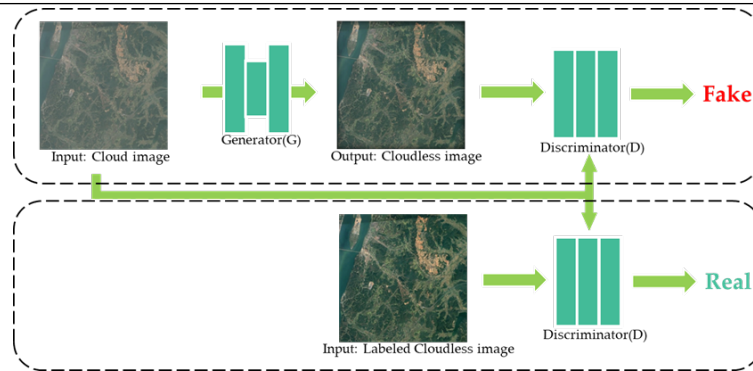 Fake
Generator(G)
Input: Cloud image
Output: Cloudless image
Discriminator(D)
Real
Discriminator(D)
Input: Labeled Cloudless image